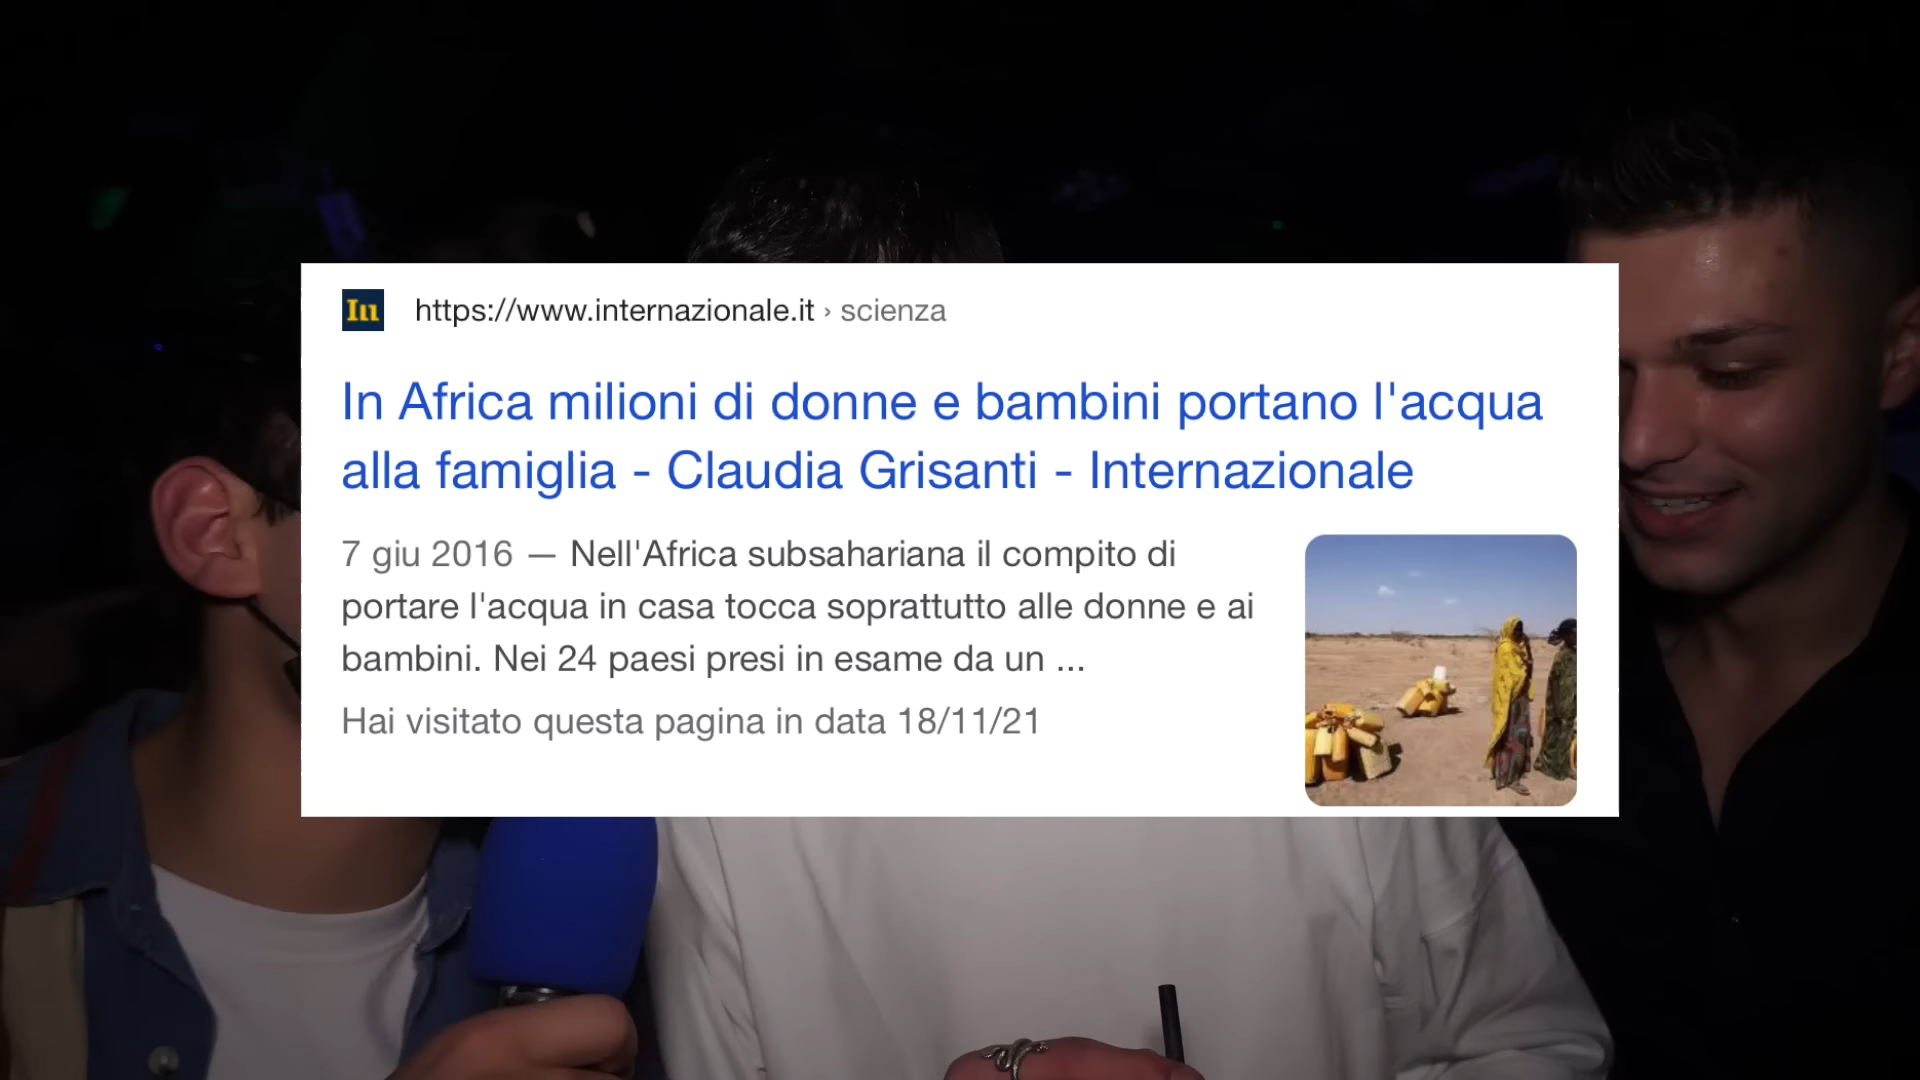 In
https://www.internazionale.it › scienza
In Africa milioni di donne e bambini portano l'acqua
alla famiglia - Claudia Grisanti - Internazionale
7 giu 2016 — Nell'Africa subsahariana il compito di
portare l'acqua in casa tocca soprattutto alle donne e ai
bambini. Nei 24 paesi presi in esame da un ...
Hai visitato questa pagina in data 18/11/21